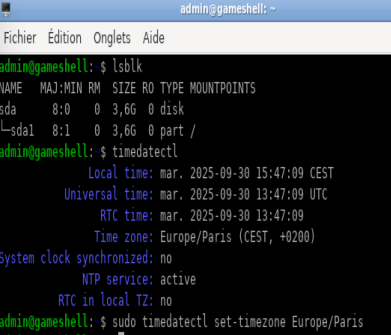 admin@gameshell: ~
Fichier Édition Onglets Aide
admin@gameshell: $ lsblk
NAME   MAJ:MIN RM  SIZE RO TYPE MOUNTPOINTS
sda      8:0    0  3,6G  0 disk
└─sda1   8:1    0  3,6G  0 part /
admin@gameshell: $ timedatectl
Local time: mar. 2025-09-30 15:47:09 CEST
Universal time: mar. 2025-09-30 13:47:09 UTC
RTC time: mar. 2025-09-30 13:47:09
Time zone: Europe/Paris (CEST, +0200)
System clock synchronized: no
NTP service: active
RTC in local TZ: no
admin@gameshell: $ sudo timedatectl set-timezone Europe/Paris